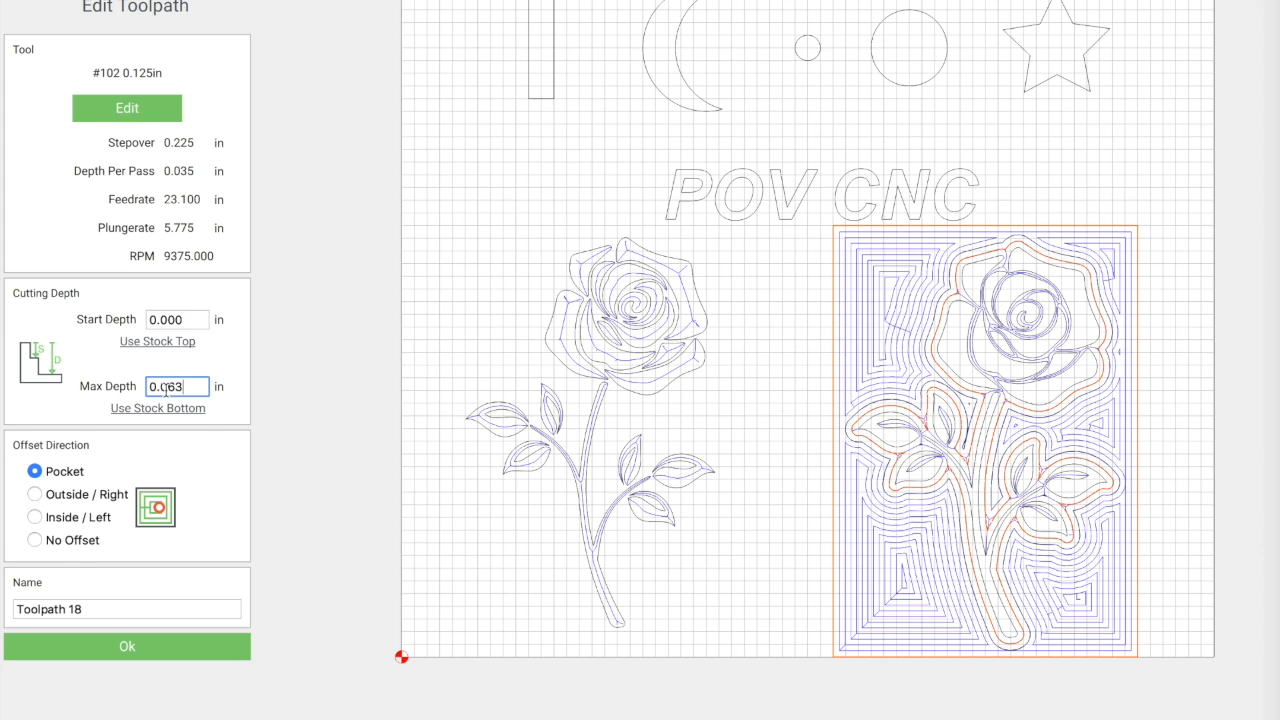 Edit Toolpath
Tool
#102 0.125in
Edit
Stepover 0.225 in
Depth Per Pass 0.035 in
Feedrate 23.100 in
Plungerate 5.775 in
RPM 9375.000
Cutting Depth
Start Depth 0.000 in
Use Stock Top
S
D
Max Depth 0.063 in
Use Stock Bottom
Offset Direction
Pocket
Outside / Right
Inside / Left
No Offset
Name
Toolpath 18
Ok
POV CNC